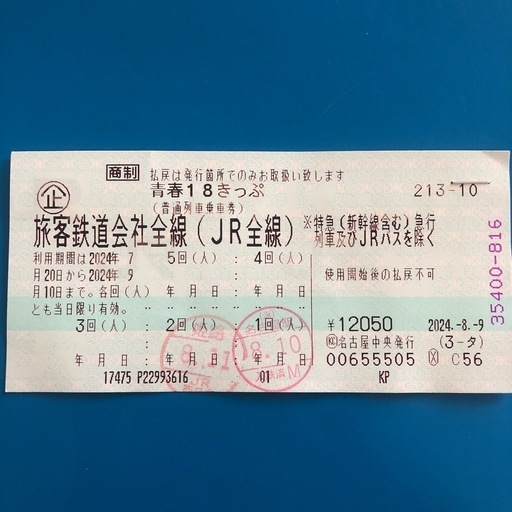 商制 払戻は発行箇所でのみお取扱い致します
企 青春18きっぷ 213-10
(普通列車乗車券)
旅客鉄道会社全線(JR全線) ※特急(新幹線含む)急行
列車及びJRバスを除く
利用期間は2024年 7 5回(人) : 4回(人)
月20日から2024年 9 使用開始後の払戻不可
月10日まで。各回(人) 年 月 日 : 年 月 日
とも当日限り有効。
3回(人) : 2回(人) : 1回(人) ¥12050 2024.-8.-9
名古屋中央発行 (3-タ)
年 月 日 : 年 月 日 : 年 月 日 00655505 C56
17475 P22993616 01 KP
35400-816
8.11
JR
8.10
M